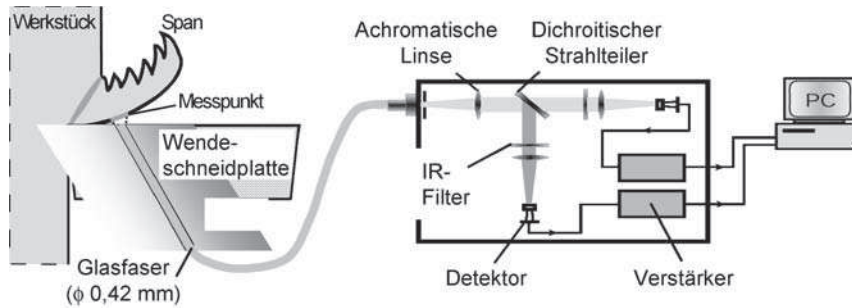 Werkstück
Span
Messpunkt
Wende-
schneidplatte
Glasfaser
(ϕ 0,42 mm)
Achromatische
Linse
Dichroitischer
Strahlteiler
IR-
Filter
Detektor
Verstärker
PC